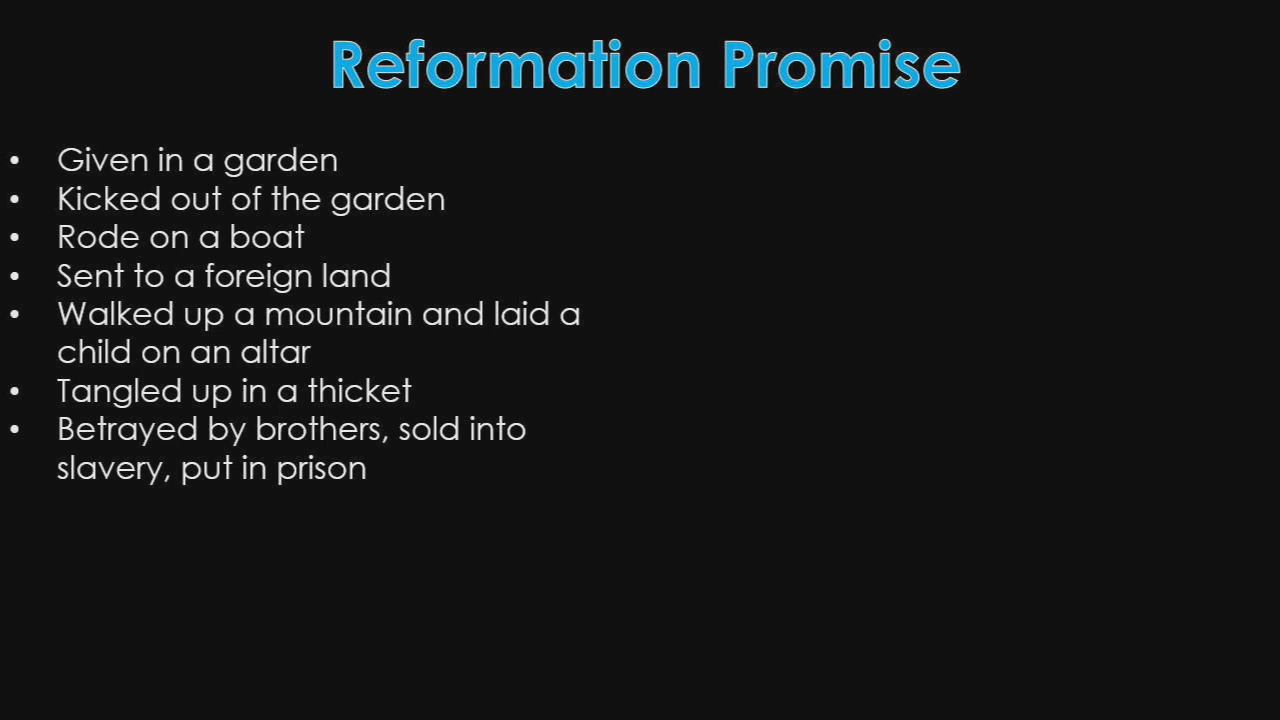 Reformation Promise
• Given in a garden
• Kicked out of the garden
• Rode on a boat
• Sent to a foreign land
• Walked up a mountain and laid a
child on an altar
• Tangled up in a thicket
• Betrayed by brothers, sold into
slavery, put in prison